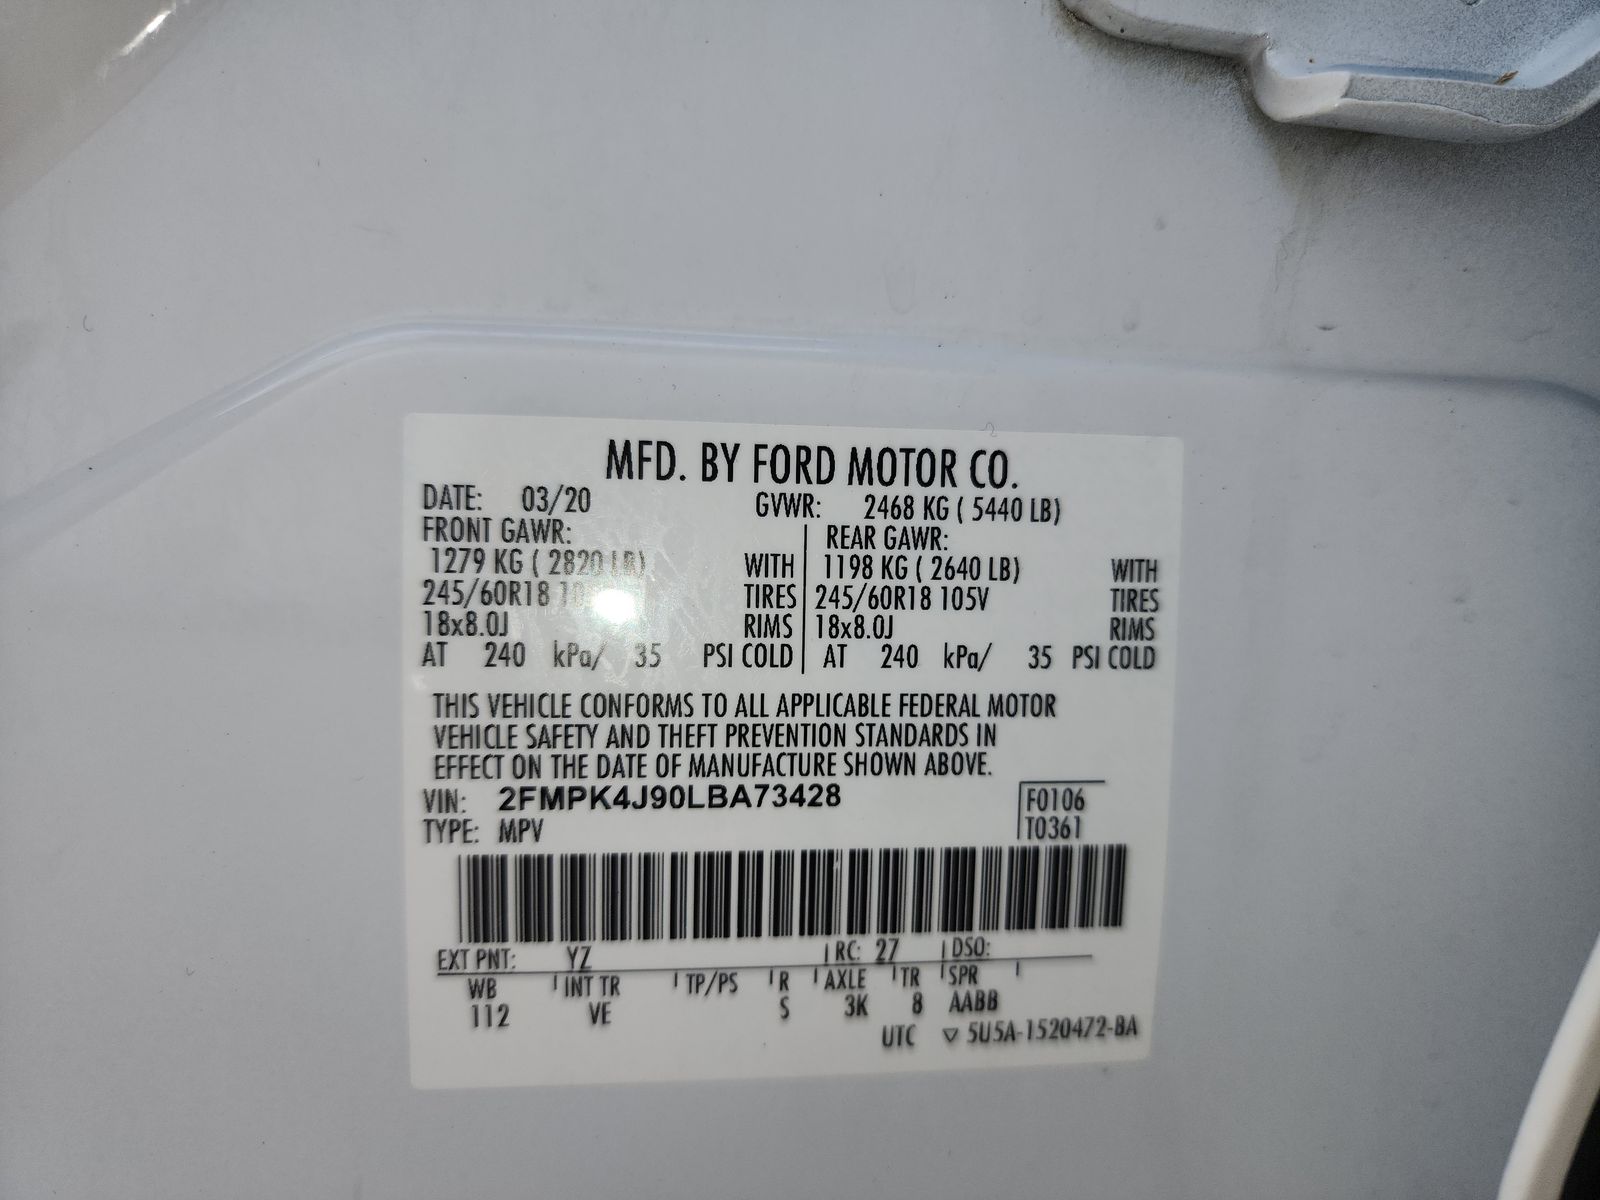 MFD. BY FORD MOTOR CO.
DATE: 03/20 GVWR: 2468 KG ( 5440 LB)
FRONT GAWR: REAR GAWR:
1279 KG ( 2820 LB) WITH 1198 KG ( 2640 LB) WITH
245/60R18 TIRES 245/60R18 105V TIRES
18x8.0J RIMS 18x8.0J RIMS
AT 240 kPa/ 35 PSI COLD AT 240 kPa/ 35 PSI COLD
THIS VEHICLE CONFORMS TO ALL APPLICABLE FEDERAL MOTOR
VEHICLE SAFETY AND THEFT PREVENTION STANDARDS IN
EFFECT ON THE DATE OF MANUFACTURE SHOWN ABOVE.
VIN: 2FMPK4J90LBA73428 F0106
TYPE: MPV T0361
EXT PNT: YZ RC: 27 DSO:
WB INT TR TP/PS R AXLE TR SPR
112 VE S 3K 8 AABB
UTC ▽ 5U5A-1520472-BA